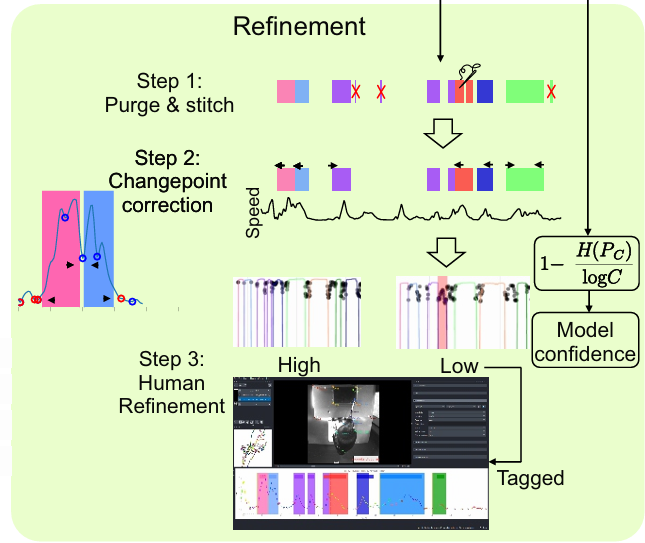 Refinement
Step 1:
Purge & stitch
Step 2:
Changepoint
correction
Speed
1− H(P_C)
logC
Model
confidence
High
Low
Step 3:
Human
Refinement
Tagged